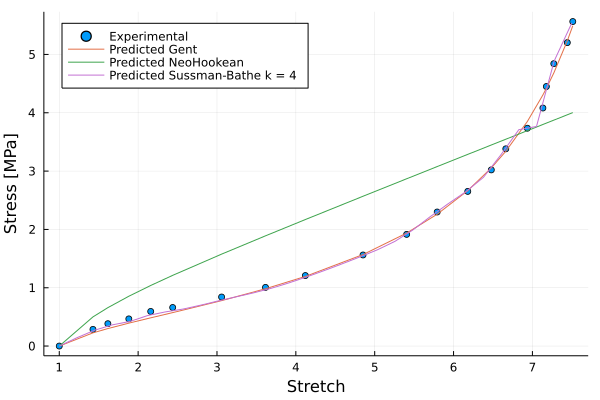 Experimental
Predicted Gent
Predicted NeoHookean
Predicted Sussman-Bathe k = 4
5
4
3
2
1
0
Stress [MPa]
1 2 3 4 5 6 7
Stretch